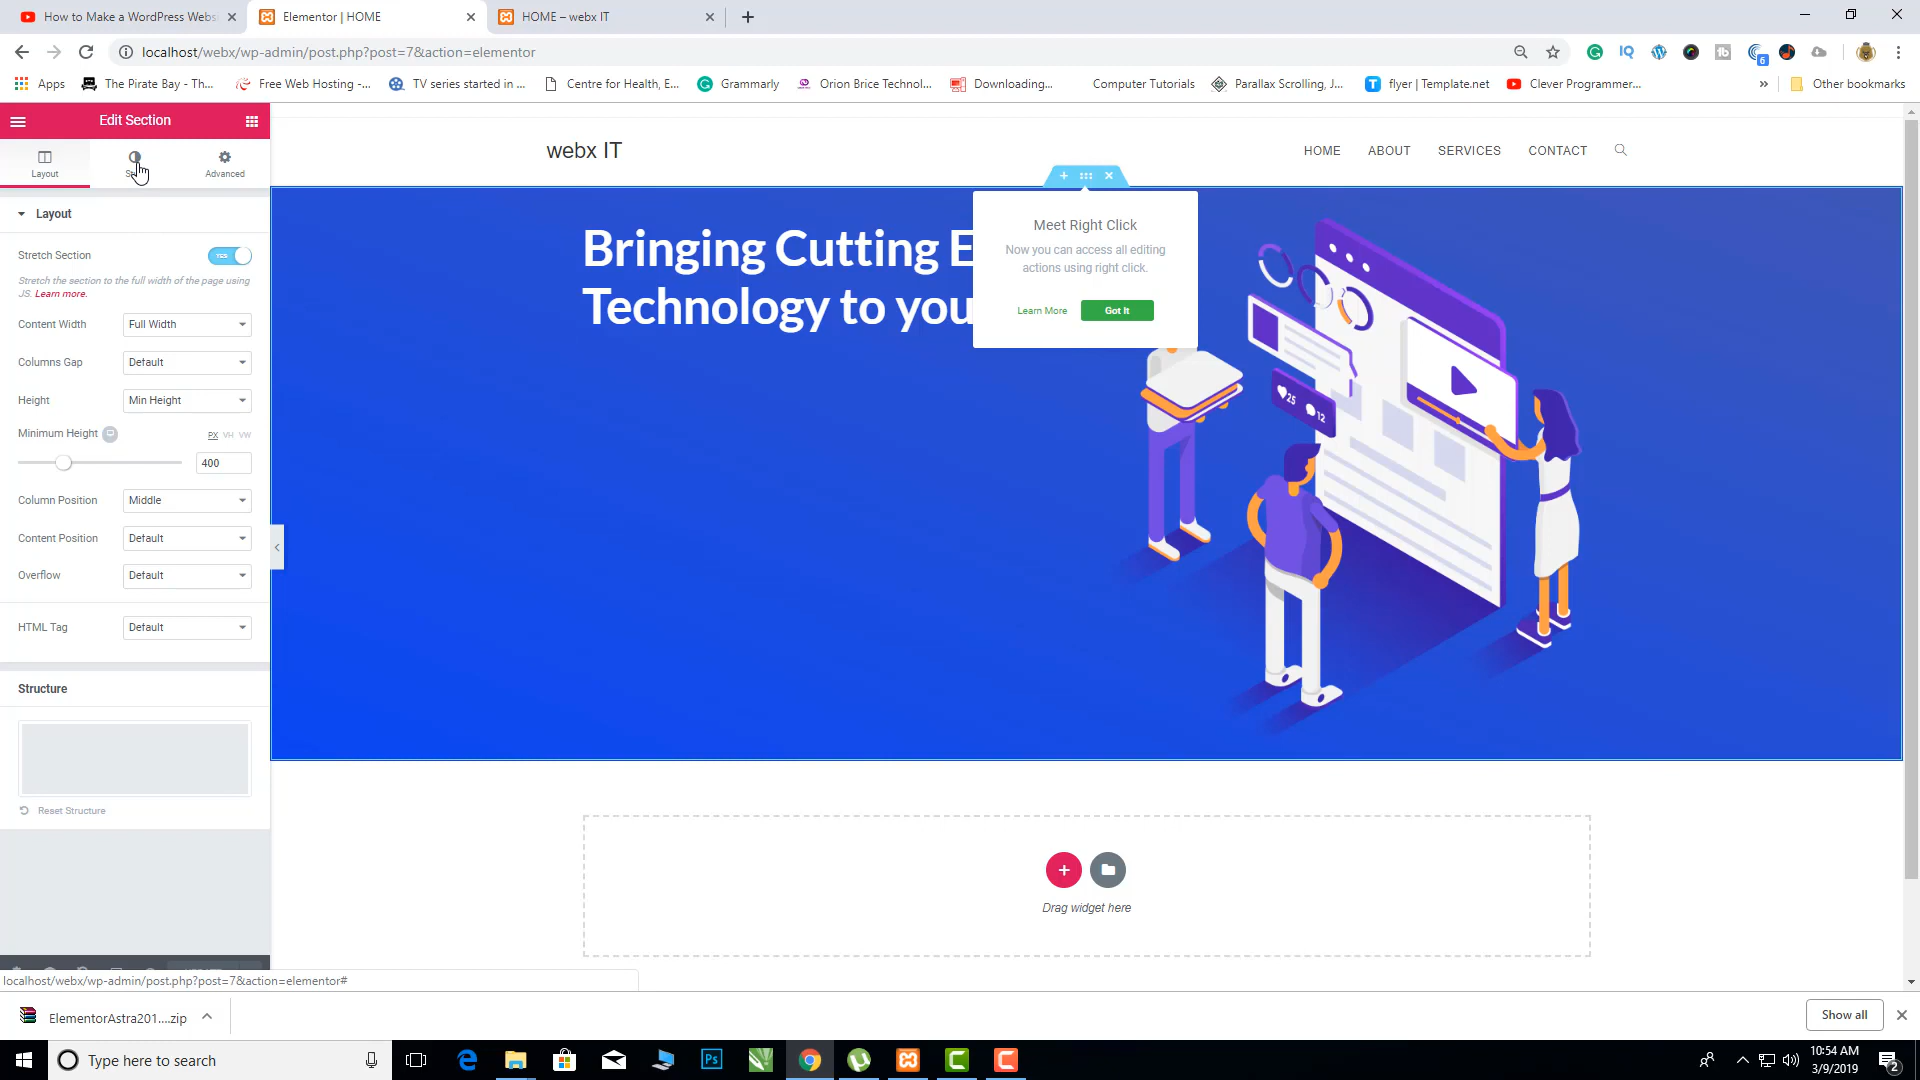 How to Make a WordPress Websi
Elementor | HOME
HOME – webx IT
localhost/webx/wp-admin/post.php?post=7&action=elementor
Apps
The Pirate Bay - Th...
Free Web Hosting -...
TV series started in ...
Centre for Health, E...
Grammarly
Orion Brice Technol...
Downloading...
Computer Tutorials
Parallax Scrolling, J...
flyer | Template.net
Clever Programmer...
Other bookmarks
Edit Section
Layout
Advanced
webx IT
HOME
ABOUT
SERVICES
CONTACT
Layout
Stretch Section
YES
Stretch the section to the full width of the page using
JS. Learn more.
Content Width
Full Width
Columns Gap
Default
Height
Min Height
Minimum Height
PX VH VW
400
Column Position
Middle
Content Position
Default
Overflow
Default
HTML Tag
Default
Structure
Reset Structure
Bringing Cutting E
Technology to you
Meet Right Click
Now you can access all editing
actions using right click.
Learn More
Got It
25
12
Drag widget here
localhost/webx/wp-admin/post.php?post=7&action=elementor#
ElementorAstra201....zip
Show all
Type here to search
Ps
10:54 AM
3/9/2019
2